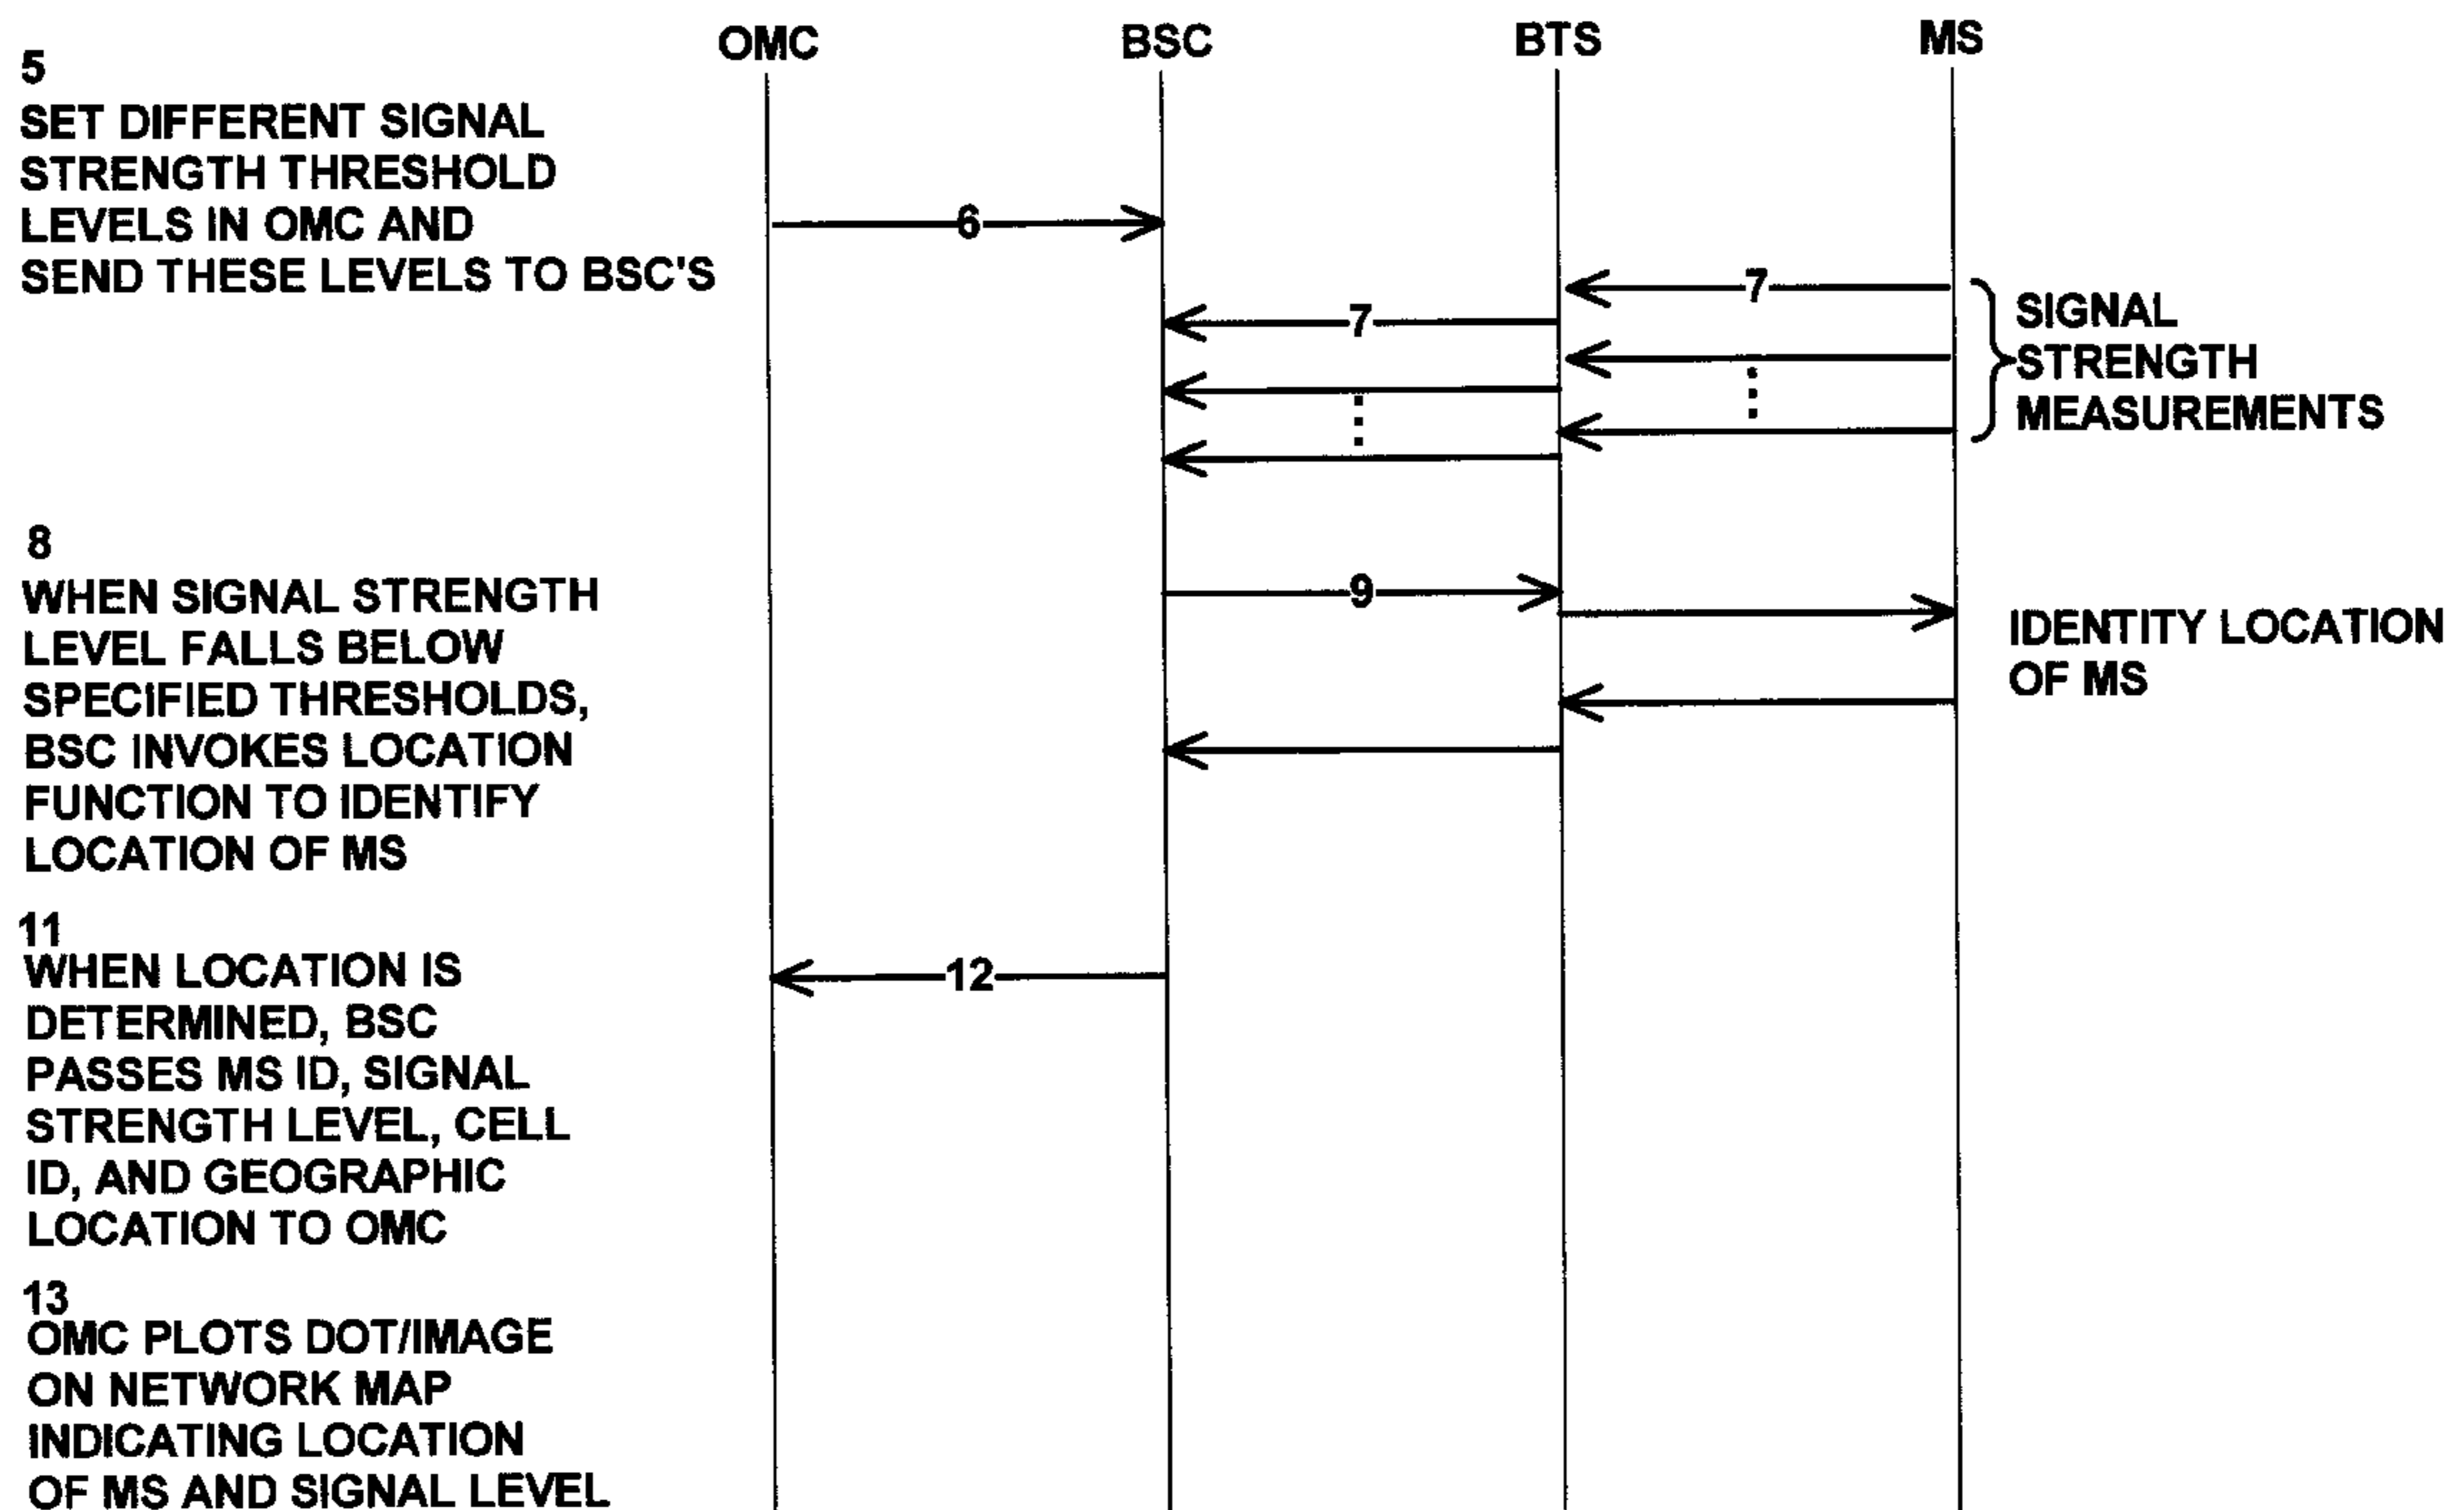 OMC BSC BTS MS
5
SET DIFFERENT SIGNAL
STRENGTH THRESHOLD
LEVELS IN OMC AND
SEND THESE LEVELS TO BSC'S
6
7
7
SIGNAL
STRENGTH
MEASUREMENTS
8
WHEN SIGNAL STRENGTH
LEVEL FALLS BELOW
SPECIFIED THRESHOLDS,
BSC INVOKES LOCATION
FUNCTION TO IDENTIFY
LOCATION OF MS
9
IDENTITY LOCATION
OF MS
11
WHEN LOCATION IS
DETERMINED, BSC
PASSES MS ID, SIGNAL
STRENGTH LEVEL, CELL
ID, AND GEOGRAPHIC
LOCATION TO OMC
12
13
OMC PLOTS DOT/IMAGE
ON NETWORK MAP
INDICATING LOCATION
OF MS AND SIGNAL LEVEL